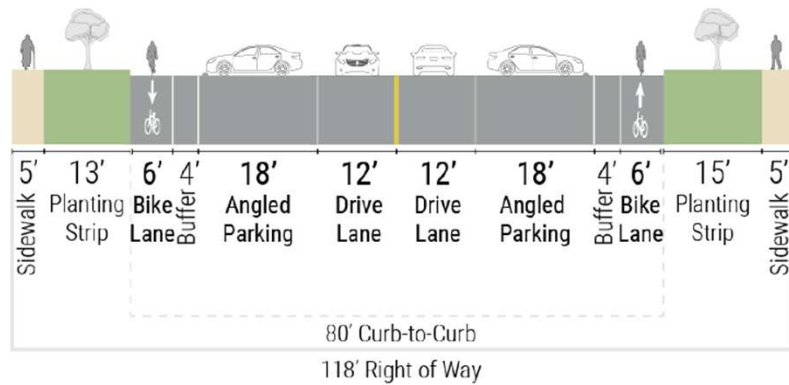 5' 13' 6' 4' 18' 12' 12' 18' 4' 6' 15' 5'
Sidewalk
Planting
Strip
Bike
Lane
Buffer
Angled
Parking
Drive
Lane
Drive
Lane
Angled
Parking
Buffer
Bike
Lane
Planting
Strip
Sidewalk
80' Curb-to-Curb
118' Right of Way